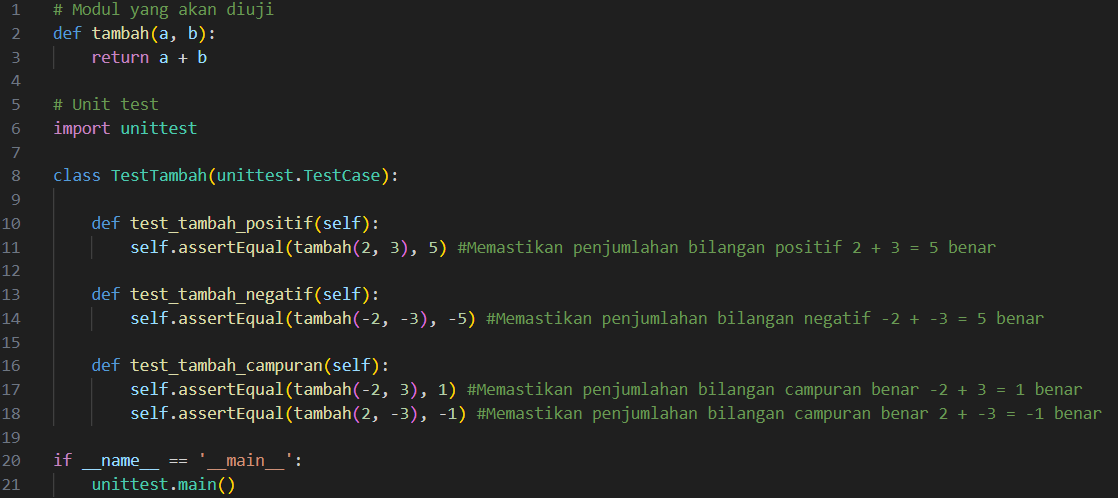 1 # Modul yang akan diuji
2 def tambah(a, b):
3     return a + b
4
5 # Unit test
6 import unittest
7
8 class TestTambah(unittest.TestCase):
9
10     def test_tambah_positif(self):
11         self.assertEqual(tambah(2, 3), 5) #Memastikan penjumlahan bilangan positif 2 + 3 = 5 benar
12
13     def test_tambah_negatif(self):
14         self.assertEqual(tambah(-2, -3), -5) #Memastikan penjumlahan bilangan negatif -2 + -3 = 5 benar
15
16     def test_tambah_campuran(self):
17         self.assertEqual(tambah(-2, 3), 1) #Memastikan penjumlahan bilangan campuran benar -2 + 3 = 1 benar
18         self.assertEqual(tambah(2, -3), -1) #Memastikan penjumlahan bilangan campuran benar 2 + -3 = -1 benar
19
20 if __name__ == '__main__':
21     unittest.main()